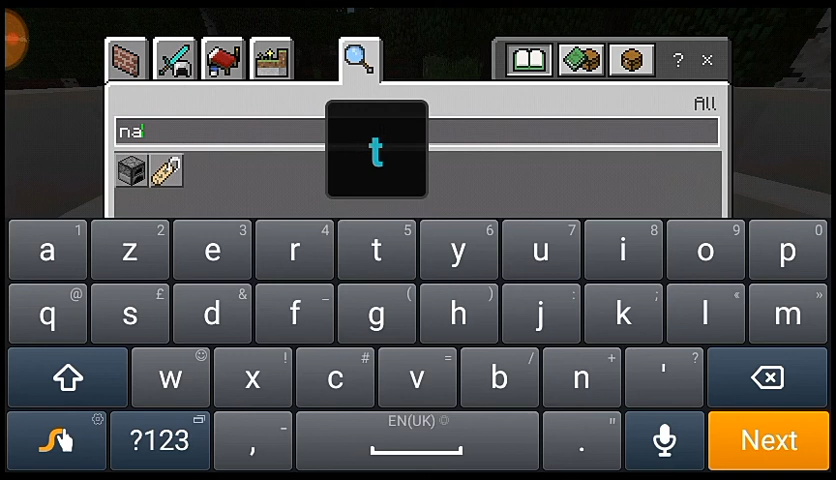 ? ×
All
na
t
1 2 3 4 5 6 7 8 9 0
a z e r t y u i o p
@ £ & _ ( ) : ; « »
q s d f g h j k l m
! # = / + ?
w x c v b n '
- EN(UK) "
?123 , . Next